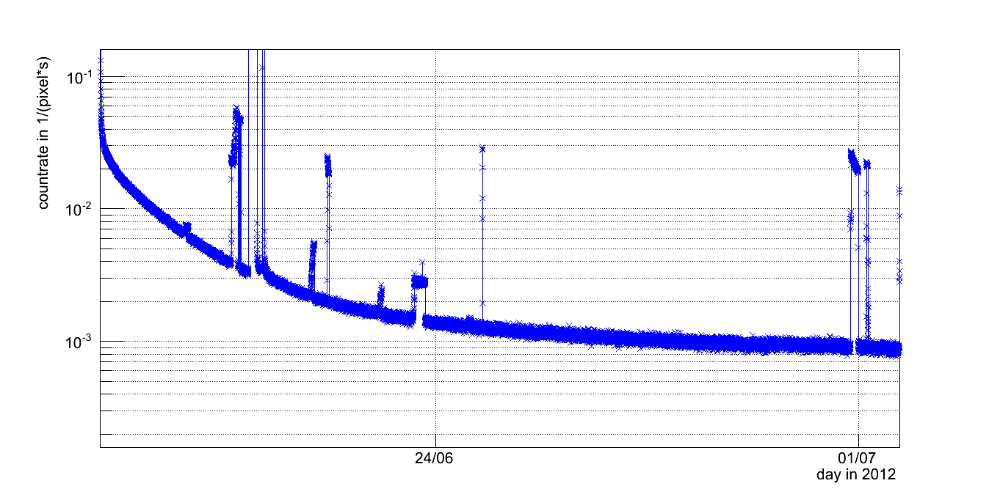 countrate in 1/(pixel*s)
10^-1
10^-2
10^-3
24/06
01/07
day in 2012